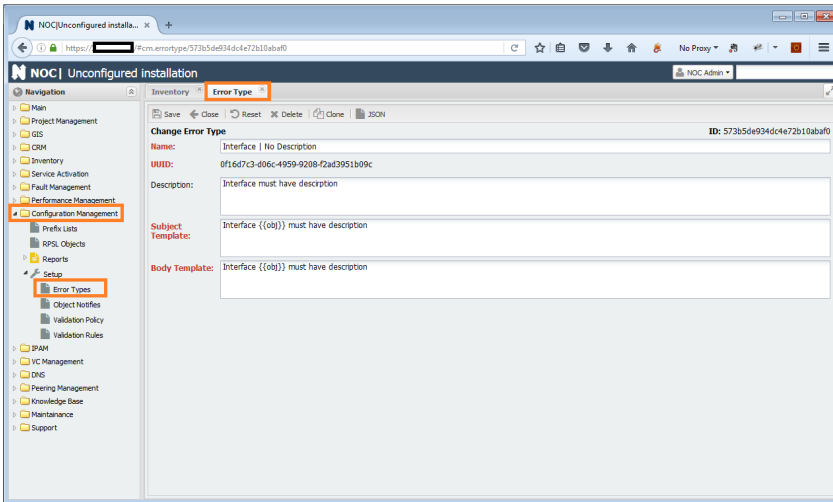 NOC|Unconfigured installa...
https:// /#cm.errortype/573b5de934dc4e72b10abaf0
No Proxy
NOC| Unconfigured installation
NOC Admin
Navigation
Inventory
Error Type
Main
Project Management
GIS
CRM
Inventory
Service Activation
Fault Management
Performance Management
Configuration Management
Prefix Lists
RPSL Objects
Reports
Setup
Error Types
Object Notifies
Validation Policy
Validation Rules
IPAM
VC Management
DNS
Peering Management
Knowledge Base
Maintainance
Support
Save Close Reset Delete Clone JSON
Change Error Type
ID: 573b5de934dc4e72b10abaf0
Name: Interface | No Description
UUID: 0f16d7c3-d06c-4959-9208-f2ad3951b09c
Description: Interface must have descirption
Subject Template: Interface {{obj}} must have description
Body Template: Interface {{obj}} must have description